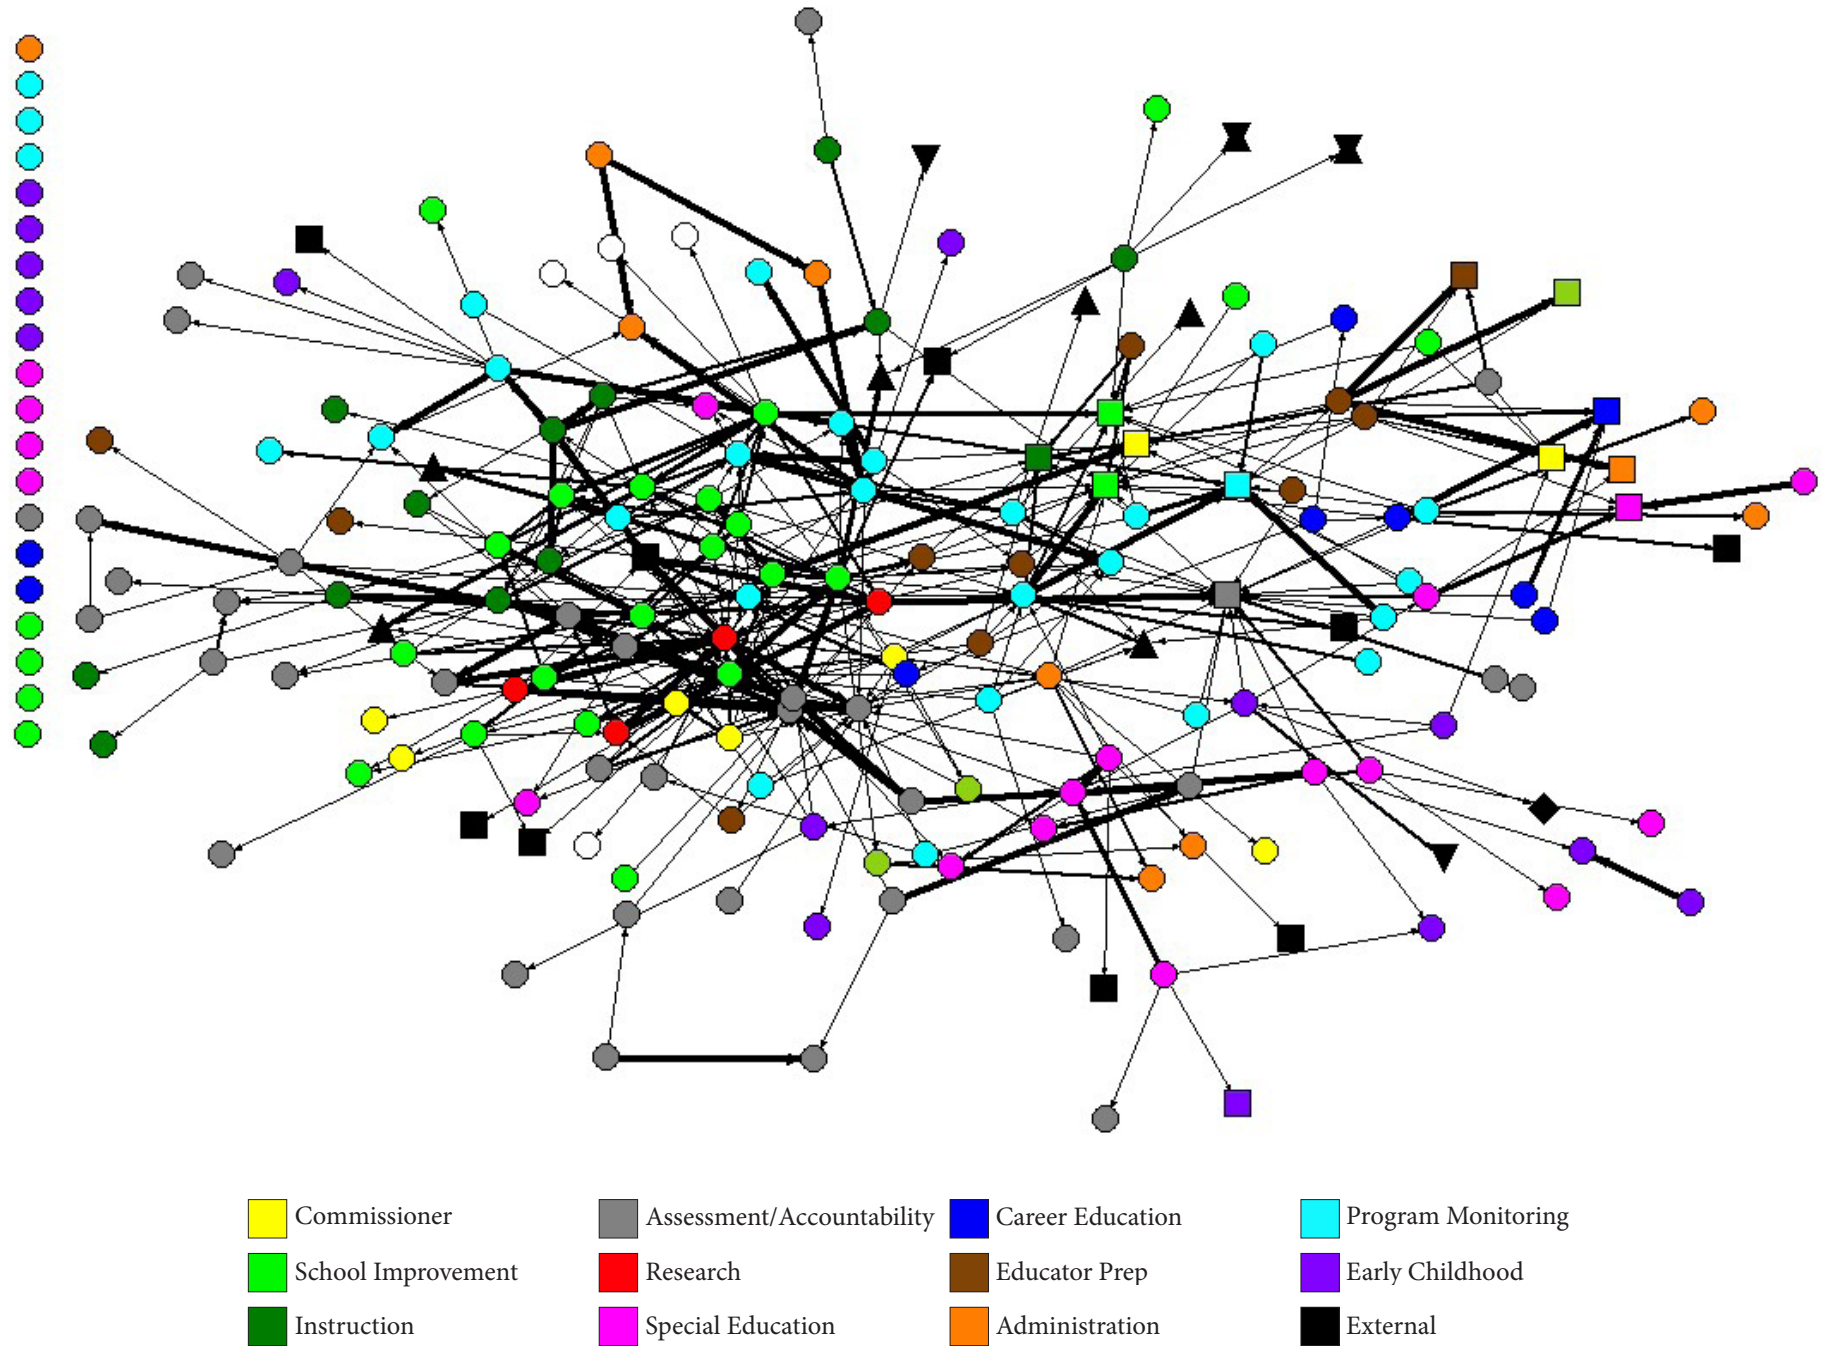 Commissioner
Assessment/Accountability
Career Education
Program Monitoring
School Improvement
Research
Educator Prep
Early Childhood
Instruction
Special Education
Administration
External